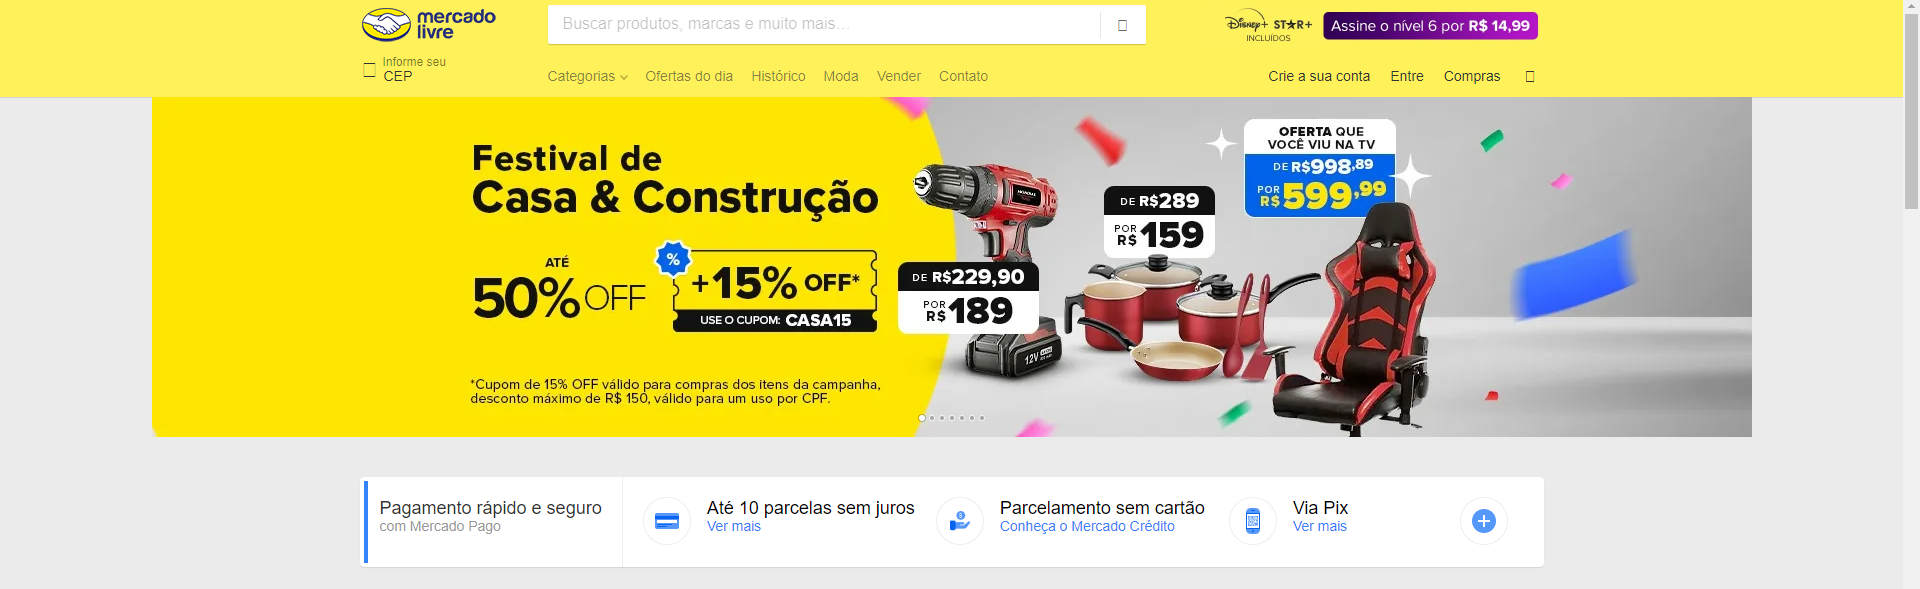 mercado
livre
Buscar produtos, marcas e muito mais...
Disney+ STAR+
INCLUÍDOS
Assine o nível 6 por R$ 14,99
Informe seu
CEP
Categorias
Ofertas do dia
Histórico
Moda
Vender
Contato
Crie a sua conta
Entre
Compras
Festival de
Casa & Construção
ATÉ
50% OFF
%
+15% OFF*
USE O CUPOM: CASA15
*Cupom de 15% OFF válido para compras dos itens da campanha,
desconto máximo de R$ 150, válido para um uso por CPF.
DE R$229,90
POR
R$ 189
12V
DE R$289
POR
R$ 159
OFERTA QUE
VOCÊ VIU NA TV
DE R$998,89
POR
R$ 599,99
Pagamento rápido e seguro
com Mercado Pago
Até 10 parcelas sem juros
Ver mais
Parcelamento sem cartão
Conheça o Mercado Crédito
Via Pix
Ver mais